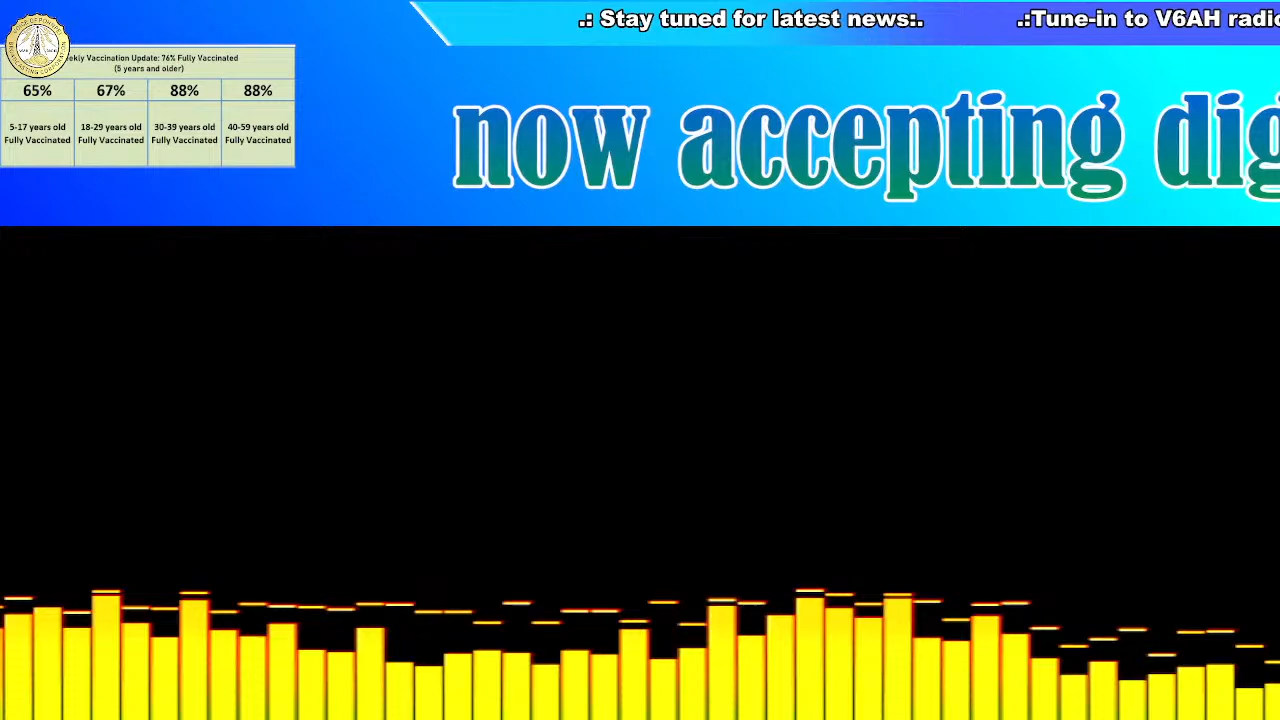 .: Stay tuned for latest news:.
.:Tune-in to V6AH radio
Vaccination Update: 76% Fully Vaccinated
(5 years and older)
65% 67% 88% 88%
5-17 years old 18-29 years old 30-39 years old 40-59 years old
Fully Vaccinated Fully Vaccinated Fully Vaccinated Fully Vaccinated
now accepting dig